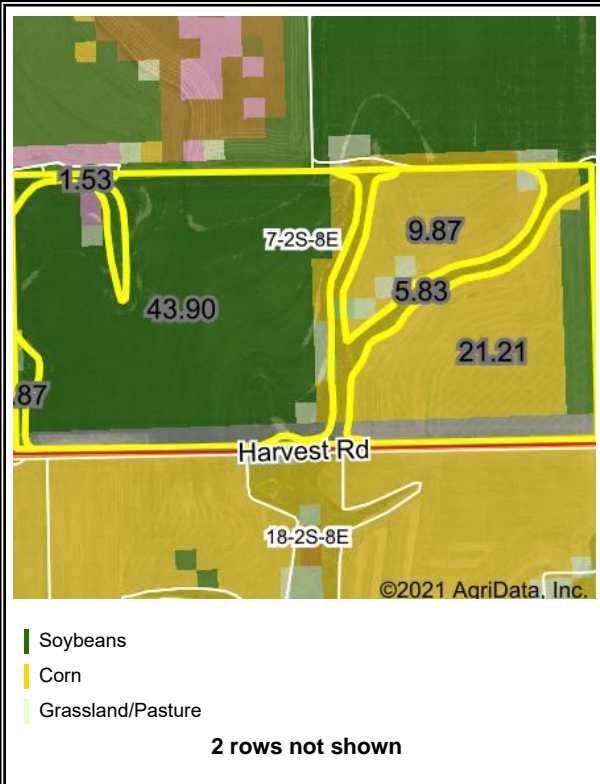 1.53
7-2S-8E
9.87
5.83
43.90
21.21
.87
Harvest Rd
18-2S-8E
©2021 AgriData, Inc.
Soybeans
Corn
Grassland/Pasture
2 rows not shown